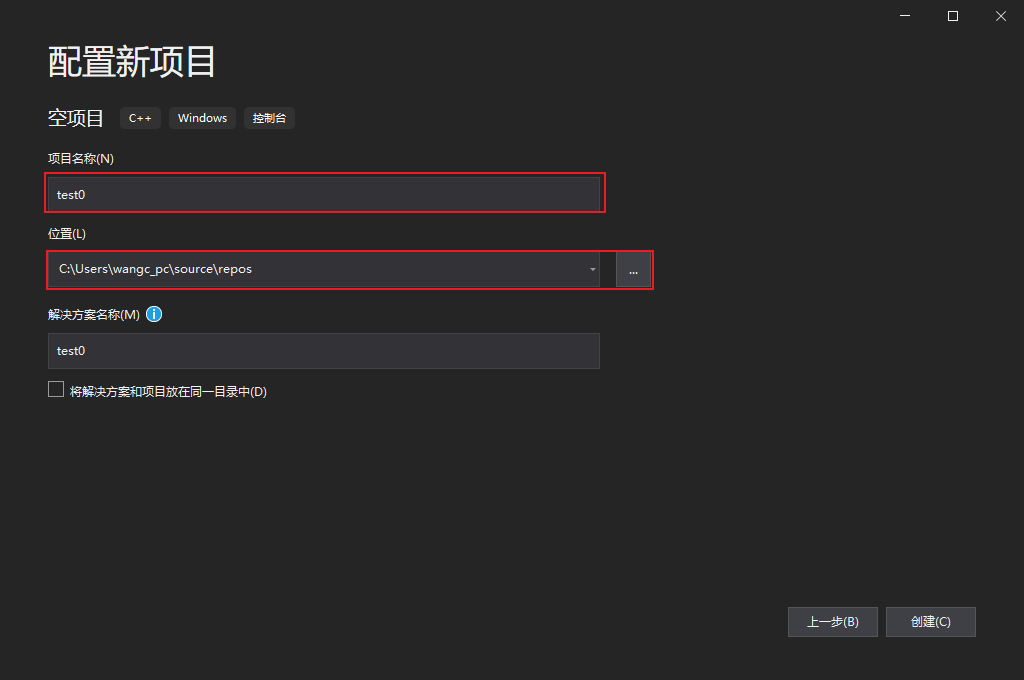 配置新项目
空项目 C++ Windows 控制台
项目名称(N)
test0
位置(L)
C:\Users\wangc_pc\source\repos ...
解决方案名称(M) i
test0
将解决方案和项目放在同一目录中(D)
上一步(B) 创建(C)